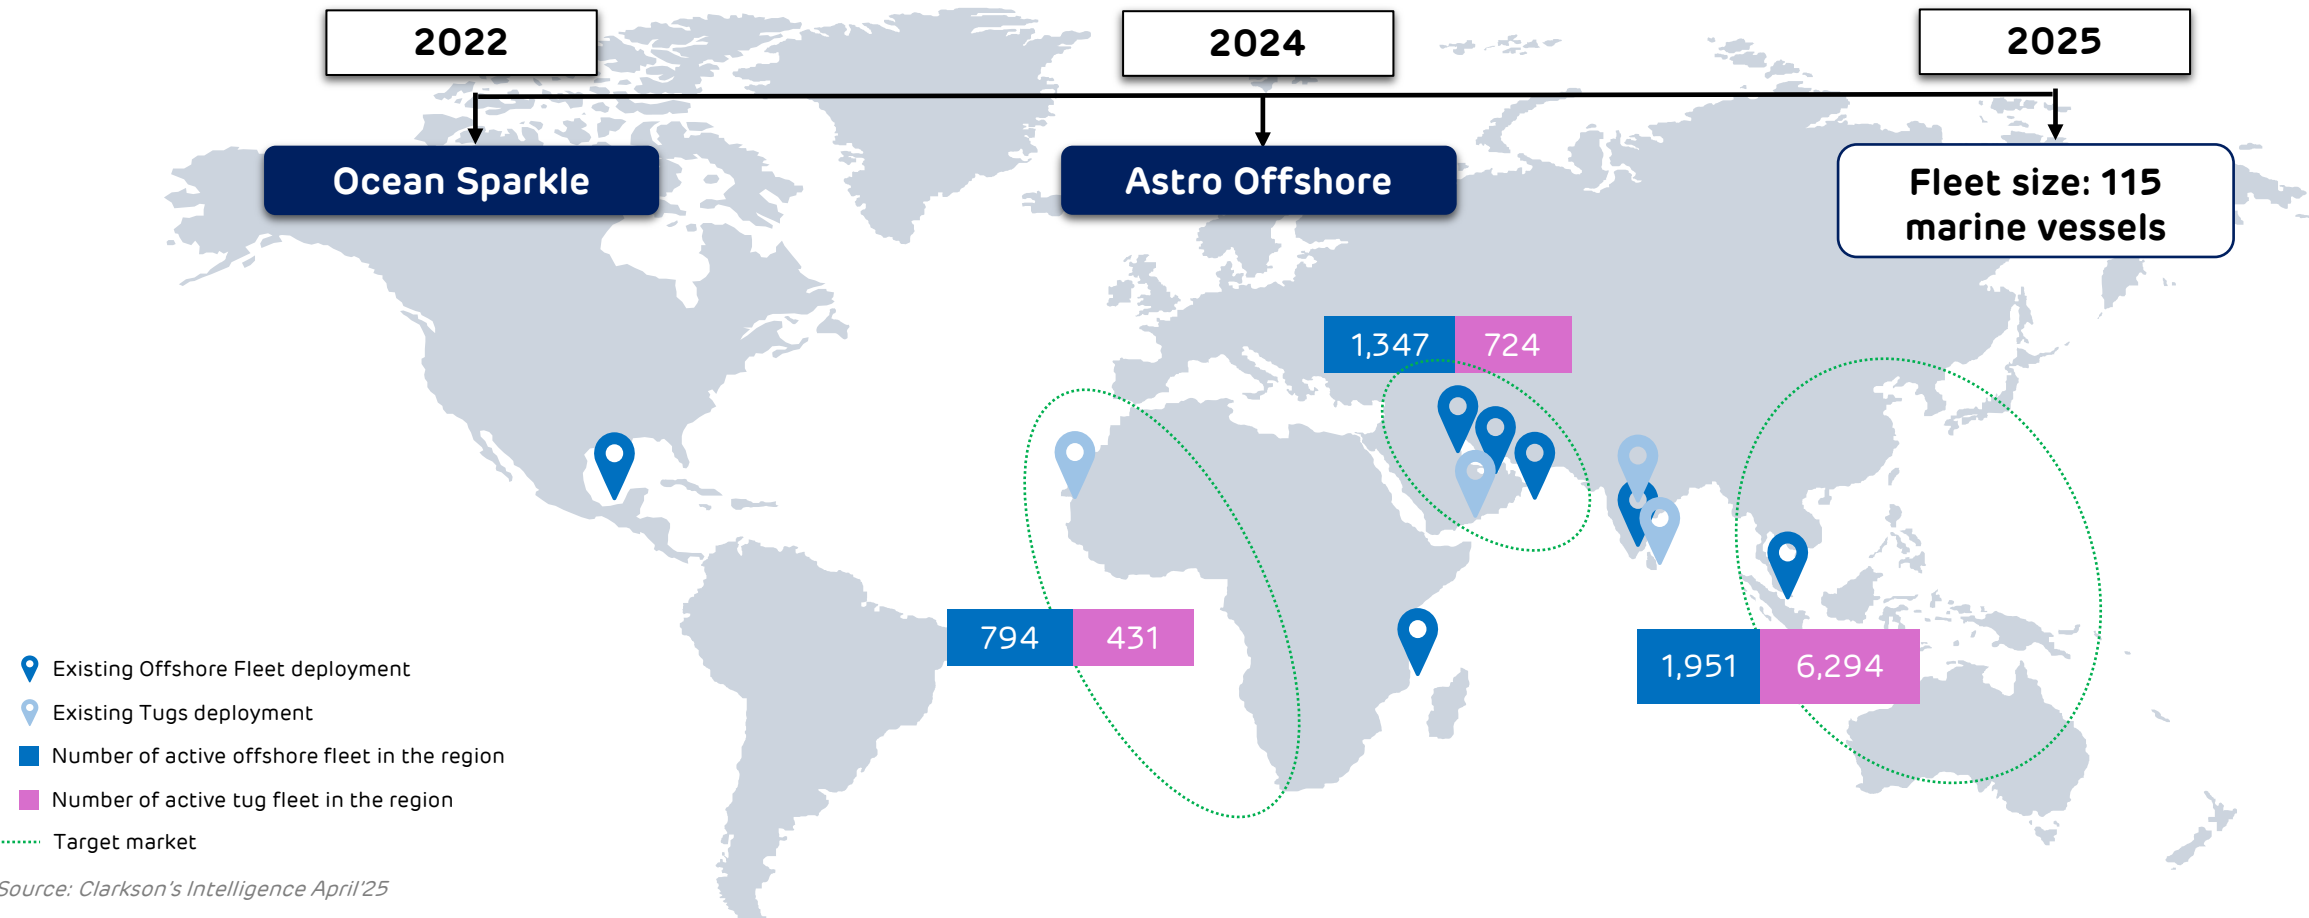 2022
2024
2025
Ocean Sparkle
Astro Offshore
Fleet size: 115
marine vessels
1,347
724
794
431
1,951
6,294
Existing Offshore Fleet deployment
Existing Tugs deployment
Number of active offshore fleet in the region
Number of active tug fleet in the region
Target market
Source: Clarkson's Intelligence April'25